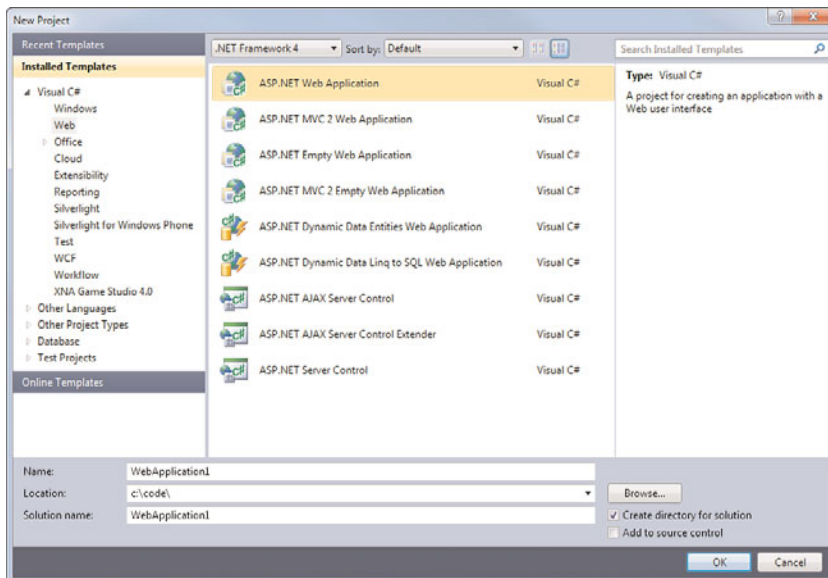 New Project
Recent Templates
Installed Templates
Visual C#
Windows
Web
Office
Cloud
Extensibility
Reporting
Silverlight
Silverlight for Windows Phone
Test
WCF
Workflow
XNA Game Studio 4.0
Other Languages
Other Project Types
Database
Test Projects
Online Templates
.NET Framework 4
Sort by: Default
ASP.NET Web Application Visual C#
ASP.NET MVC 2 Web Application Visual C#
ASP.NET Empty Web Application Visual C#
ASP.NET MVC 2 Empty Web Application Visual C#
ASP.NET Dynamic Data Entities Web Application Visual C#
ASP.NET Dynamic Data Linq to SQL Web Application Visual C#
ASP.NET AJAX Server Control Visual C#
ASP.NET AJAX Server Control Extender Visual C#
ASP.NET Server Control Visual C#
Search Installed Templates
Type: Visual C#
A project for creating an application with a
Web user interface
Name: WebApplication1
Location: c:\code\
Browse...
Solution name: WebApplication1
Create directory for solution
Add to source control
OK
Cancel